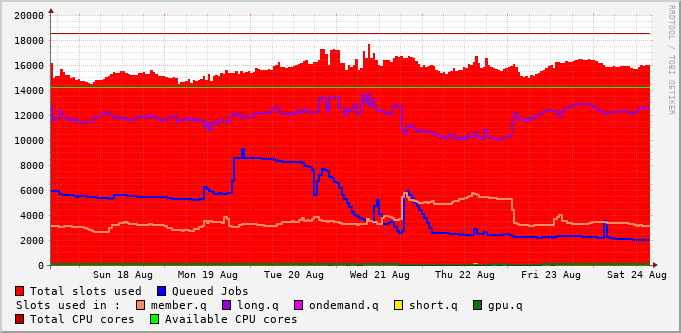 20000
18000
16000
14000
12000
10000
8000
6000
4000
2000
0
Sun 18 Aug Mon 19 Aug Tue 20 Aug Wed 21 Aug Thu 22 Aug Fri 23 Aug Sat 24 Aug
Total slots used Queued Jobs
Slots used in : member.q long.q ondemand.q short.q gpu.q
Total CPU cores Available CPU cores
RRDTOOL / TOBI OETIKER